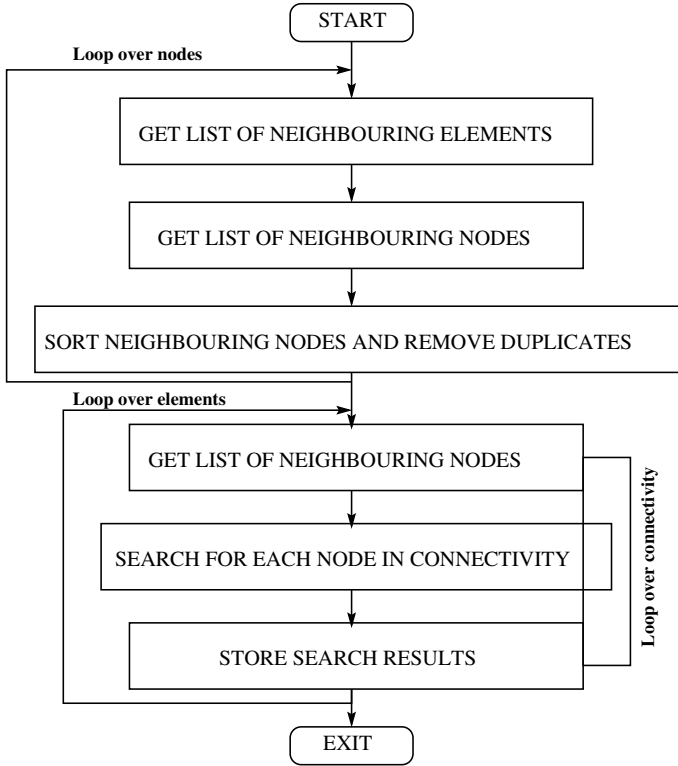 START
Loop over nodes
GET LIST OF NEIGHBOURING ELEMENTS
GET LIST OF NEIGHBOURING NODES
SORT NEIGHBOURING NODES AND REMOVE DUPLICATES
Loop over elements
GET LIST OF NEIGHBOURING NODES
SEARCH FOR EACH NODE IN CONNECTIVITY
Loop over connectivity
STORE SEARCH RESULTS
EXIT